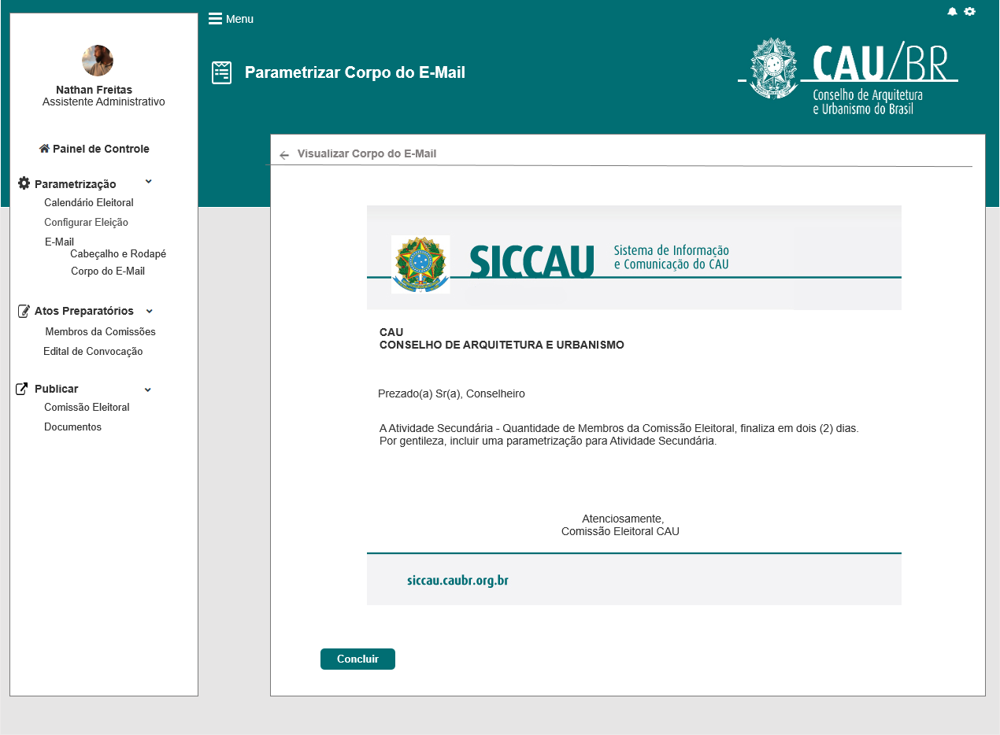 Menu
Parametrizar Corpo do E-Mail
CAU/BR
Conselho de Arquitetura
e Urbanismo do Brasil
Nathan Freitas
Assistente Administrativo
Painel de Controle
Parametrização
Calendário Eleitoral
Configurar Eleição
E-Mail
Cabeçalho e Rodapé
Corpo do E-Mail
Atos Preparatórios
Membros da Comissões
Edital de Convocação
Publicar
Comissão Eleitoral
Documentos
Visualizar Corpo do E-Mail
SICCAU
Sistema de Informação
e Comunicação do CAU
CAU
CONSELHO DE ARQUITETURA E URBANISMO
Prezado(a) Sr(a), Conselheiro
A Atividade Secundária - Quantidade de Membros da Comissão Eleitoral, finaliza em dois (2) dias.
Por gentileza, incluir uma parametrização para Atividade Secundária.
Atenciosamente,
Comissão Eleitoral CAU
siccau.caubr.org.br
Concluir